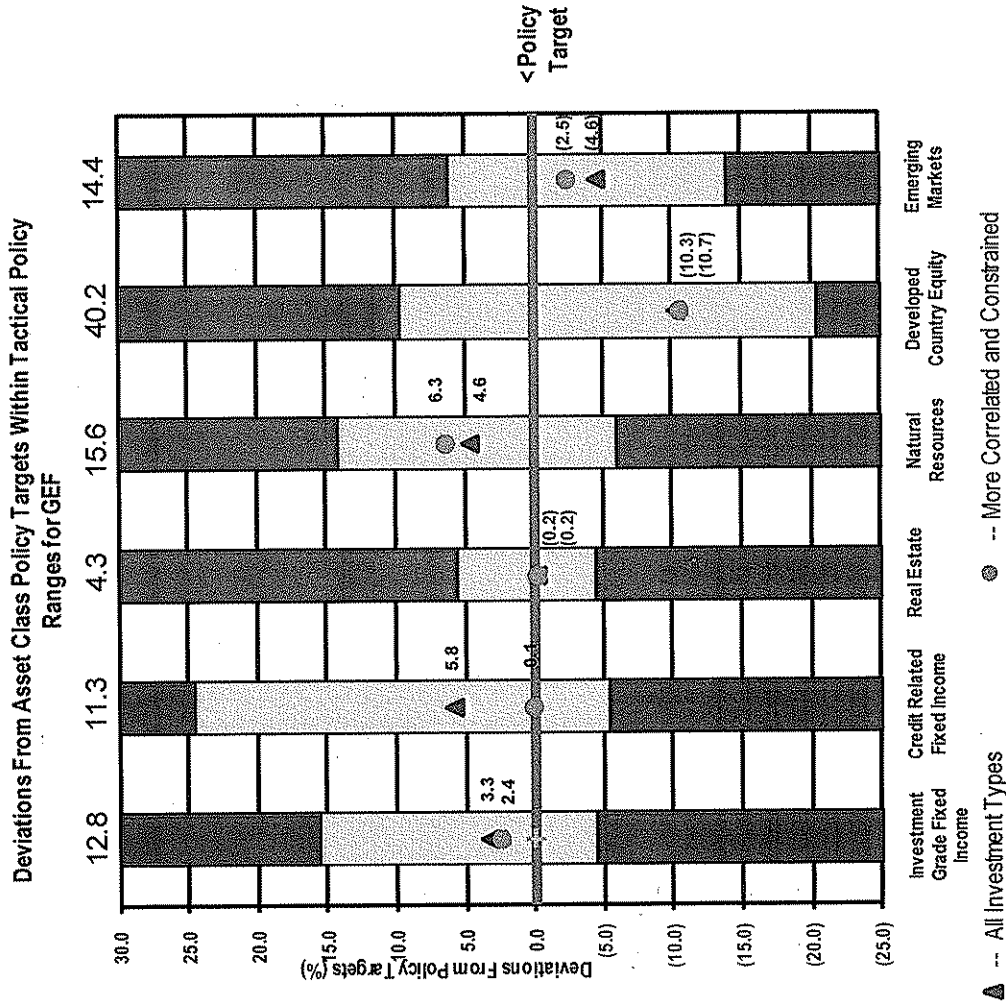 Deviations From Asset Class Policy Targets Within Tactical Policy
Ranges for GEF
12.8
11.3
4.3
15.6
40.2
14.4
Deviations From Policy Targets (%)
30.0
25.0
20.0
15.0
10.0
5.0
0.0
(5.0)
(10.0)
(15.0)
(20.0)
(25.0)
3.3
2.4
5.8
0.1
(0.2)
(0.2)
6.3
4.6
(10.3)
(10.7)
(2.5)
(4.6)
<Policy
Target
Investment
Grade Fixed
Income
Credit Related
Fixed Income
Real Estate
Natural
Resources
Developed
Country Equity
Emerging
Markets
-- All Investment Types
-- More Correlated and Constrained